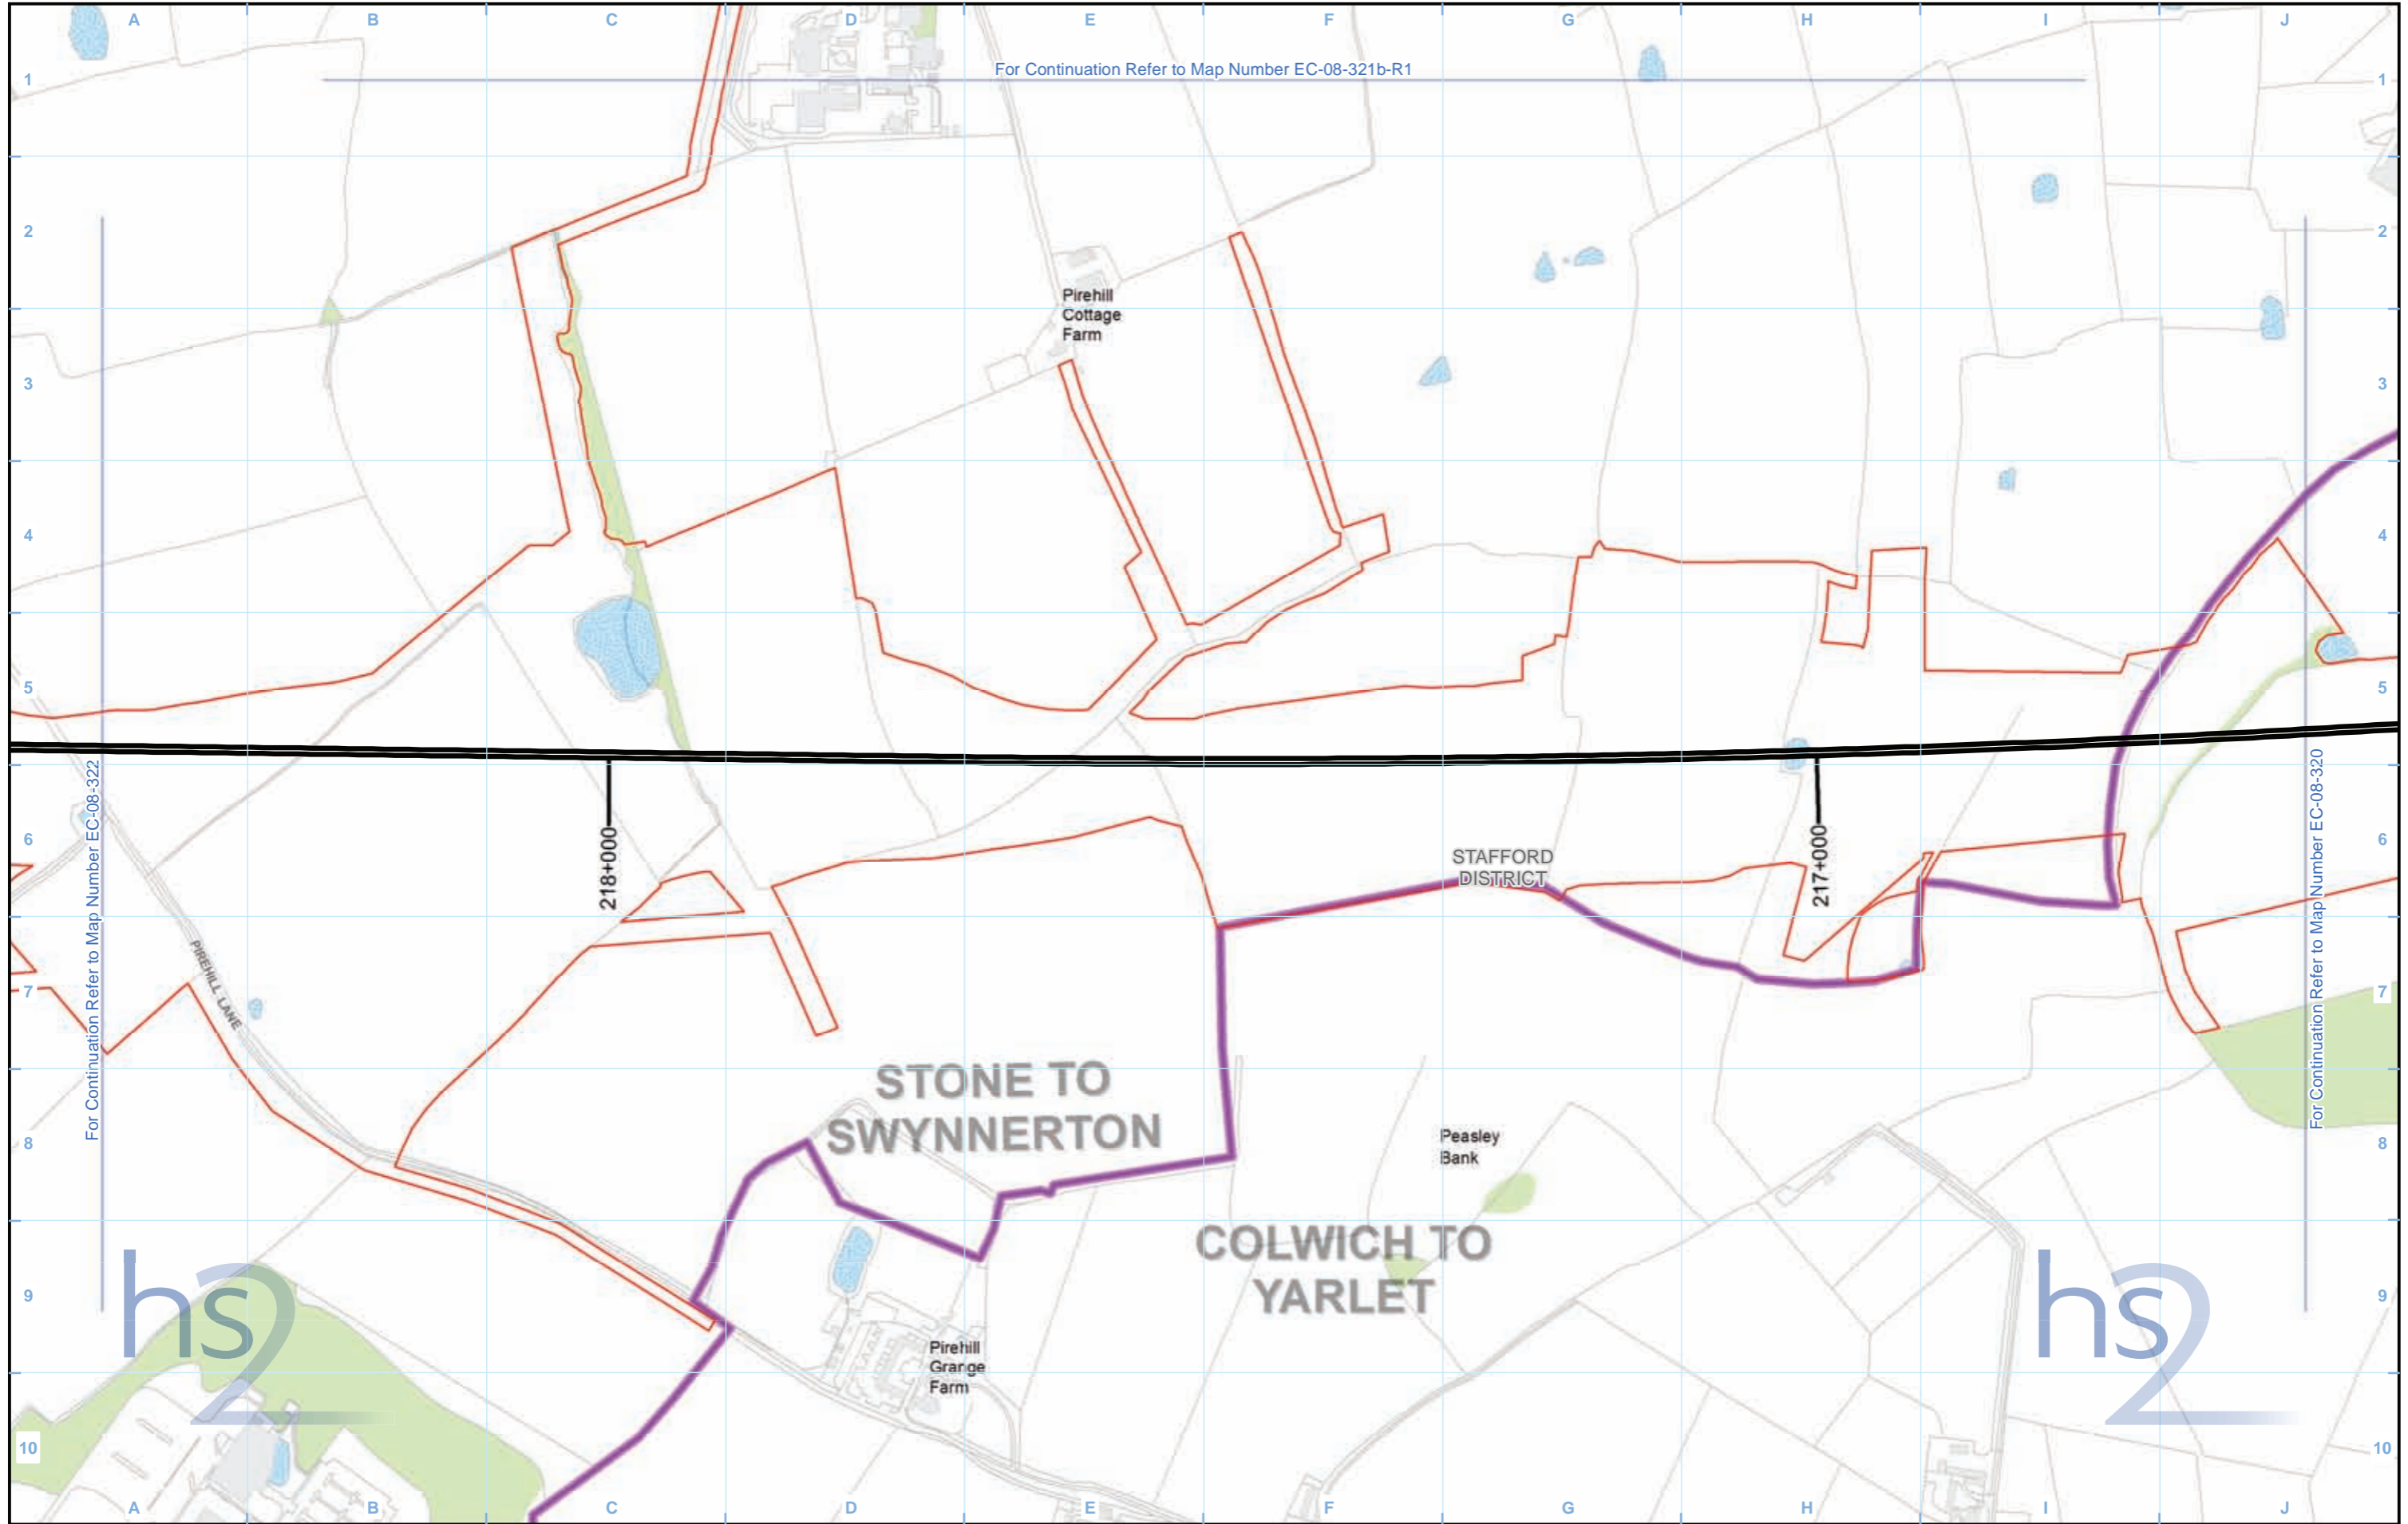 A B C D E F G H I J
For Continuation Refer to Map Number EC-08-321b-R1
1 1
2 2
Pirehill
Cottage
Farm
3 3
4 4
5 5
For Continuation Refer to Map Number EC-08-322
218+000
217+000
For Continuation Refer to Map Number EC-08-320
6 6
STAFFORD
DISTRICT
PIREHILL LANE
7 7
STONE TO
SWYNNERTON
8 8
Peasley
Bank
COLWICH TO
YARLET
9 9
hs2
hs2
Pirehill
Grange
Farm
10 10
A B C D E F G H I J